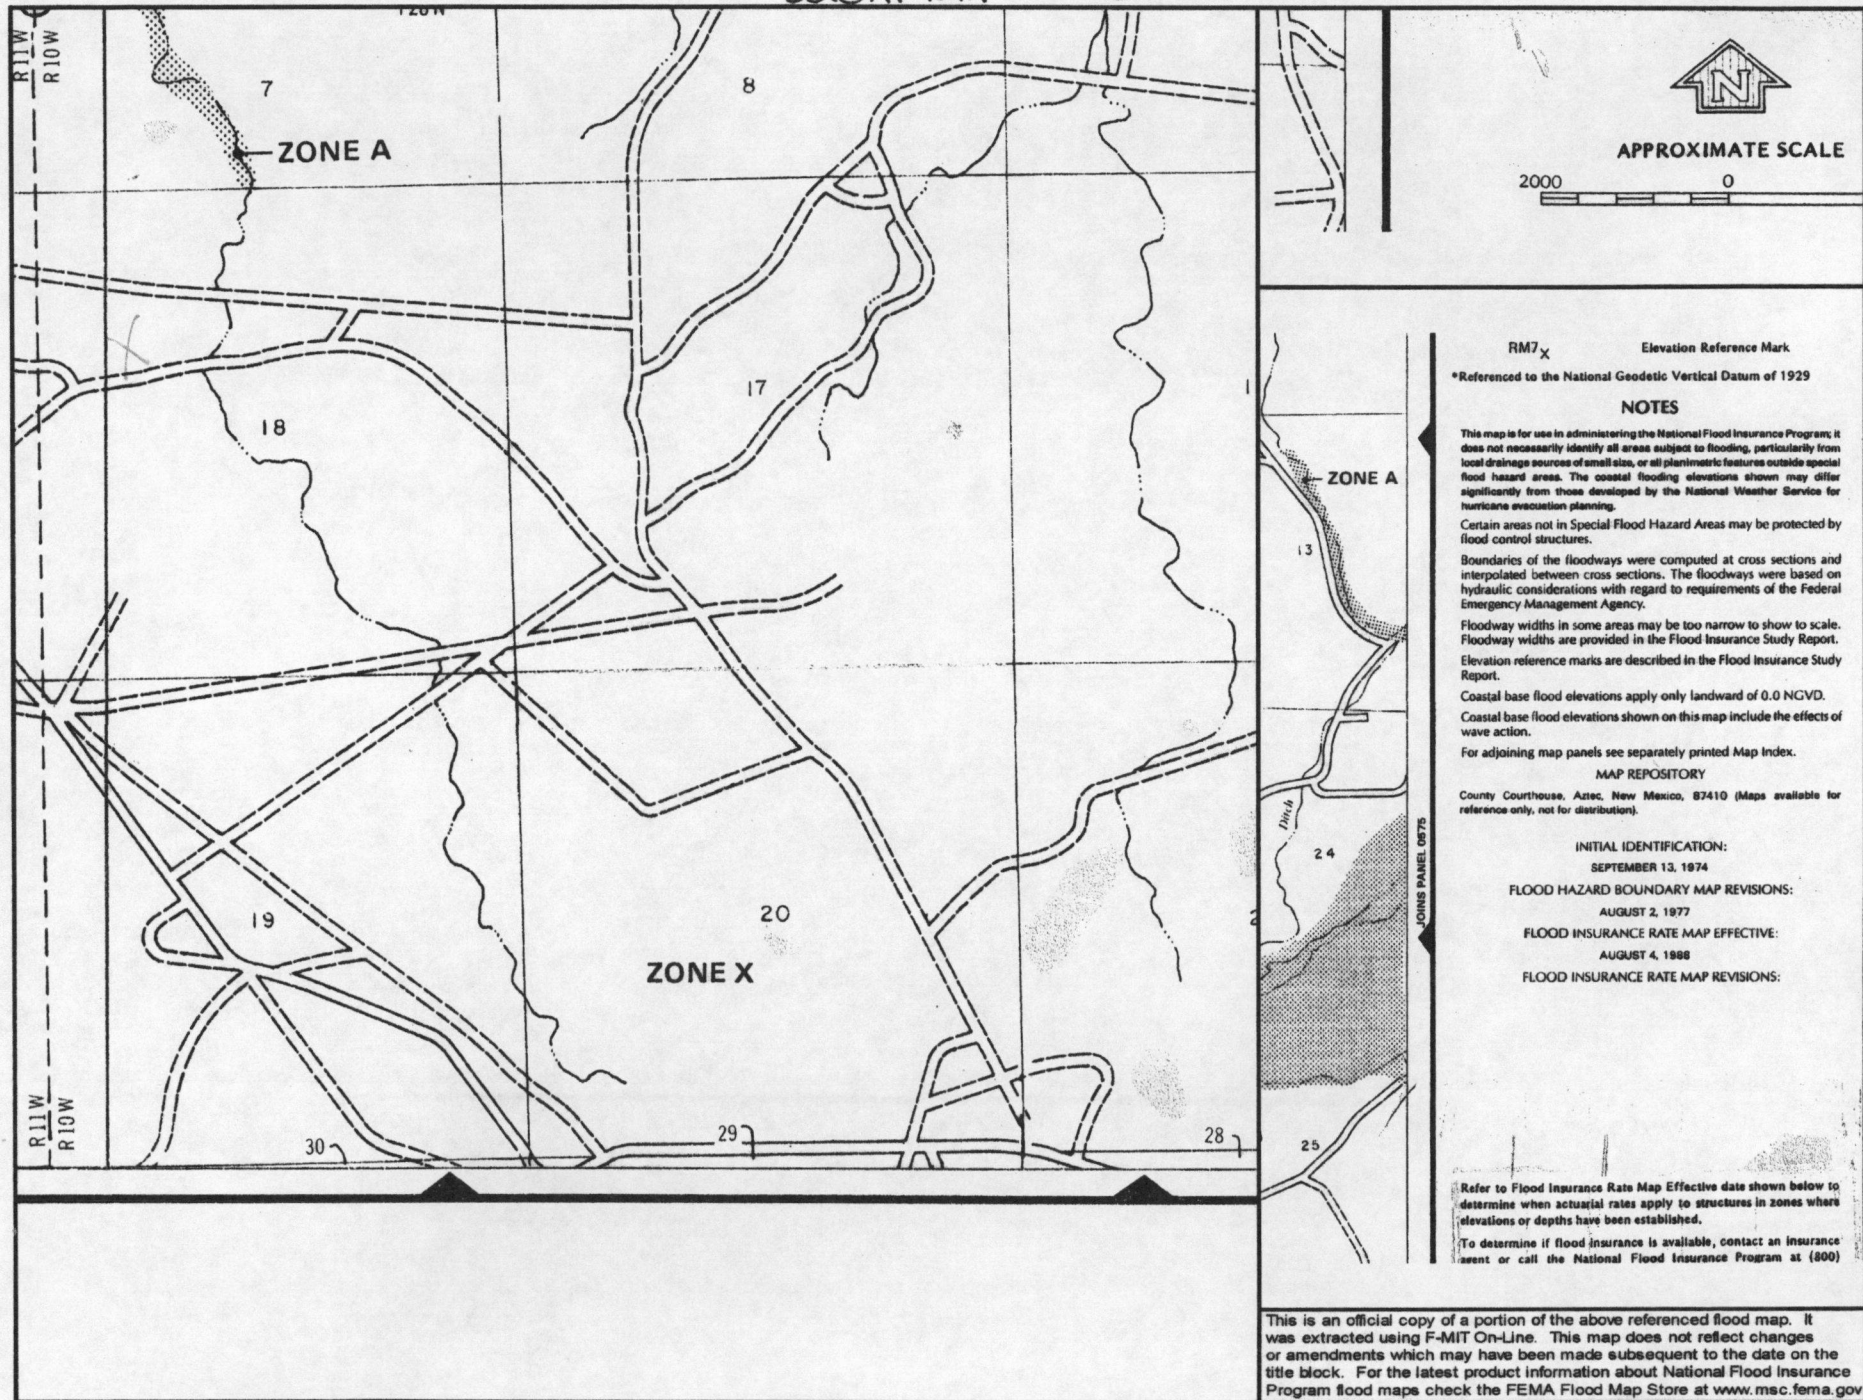 R11W
R10W
7
8
ZONE A
17
18
19
20
ZONE X
R11W
R10W
30
29
28
N
APPROXIMATE SCALE
2000 0
ZONE A
13
Ditch
24
25
JOINS PANEL 0575
RM7X Elevation Reference Mark
*Referenced to the National Geodetic Vertical Datum of 1929
NOTES
This map is for use in administering the National Flood Insurance Program; it
does not necessarily identify all areas subject to flooding, particularily from
local drainage sources of small size, or all planimetric features outside special
flood hazard areas. The coastal flooding elevations shown may differ
significantly from those developed by the National Weather Service for
hurricane evacuation planning.
Certain areas not in Special Flood Hazard Areas may be protected by
flood control structures.
Boundaries of the floodways were computed at cross sections and
interpolated between cross sections. The floodways were based on
hydraulic considerations with regard to requirements of the Federal
Emergency Management Agency.
Floodway widths in some areas may be too narrow to show to scale.
Floodway widths are provided in the Flood Insurance Study Report.
Elevation reference marks are described in the Flood Insurance Study
Report.
Coastal base flood elevations apply only landward of 0.0 NGVD.
Coastal base flood elevations shown on this map include the effects of
wave action.
For adjoining map panels see separately printed Map Index.
MAP REPOSITORY
County Courthouse, Aztec, New Mexico, 87410 (Maps available for
reference only, not for distribution).
INITIAL IDENTIFICATION:
SEPTEMBER 13, 1974
FLOOD HAZARD BOUNDARY MAP REVISIONS:
AUGUST 2, 1977
FLOOD INSURANCE RATE MAP EFFECTIVE:
AUGUST 4, 1988
FLOOD INSURANCE RATE MAP REVISIONS:
Refer to Flood Insurance Rate Map Effective date shown below to
determine when actuarial rates apply to structures in zones where
elevations or depths have been established.
To determine if flood insurance is available, contact an insurance
agent or call the National Flood Insurance Program at (800)
This is an official copy of a portion of the above referenced flood map. It
was extracted using F-MIT On-Line. This map does not reflect changes
or amendments which may have been made subsequent to the date on the
title block. For the latest product information about National Flood Insurance
Program flood maps check the FEMA Flood Map Store at www.msc.fema.gov